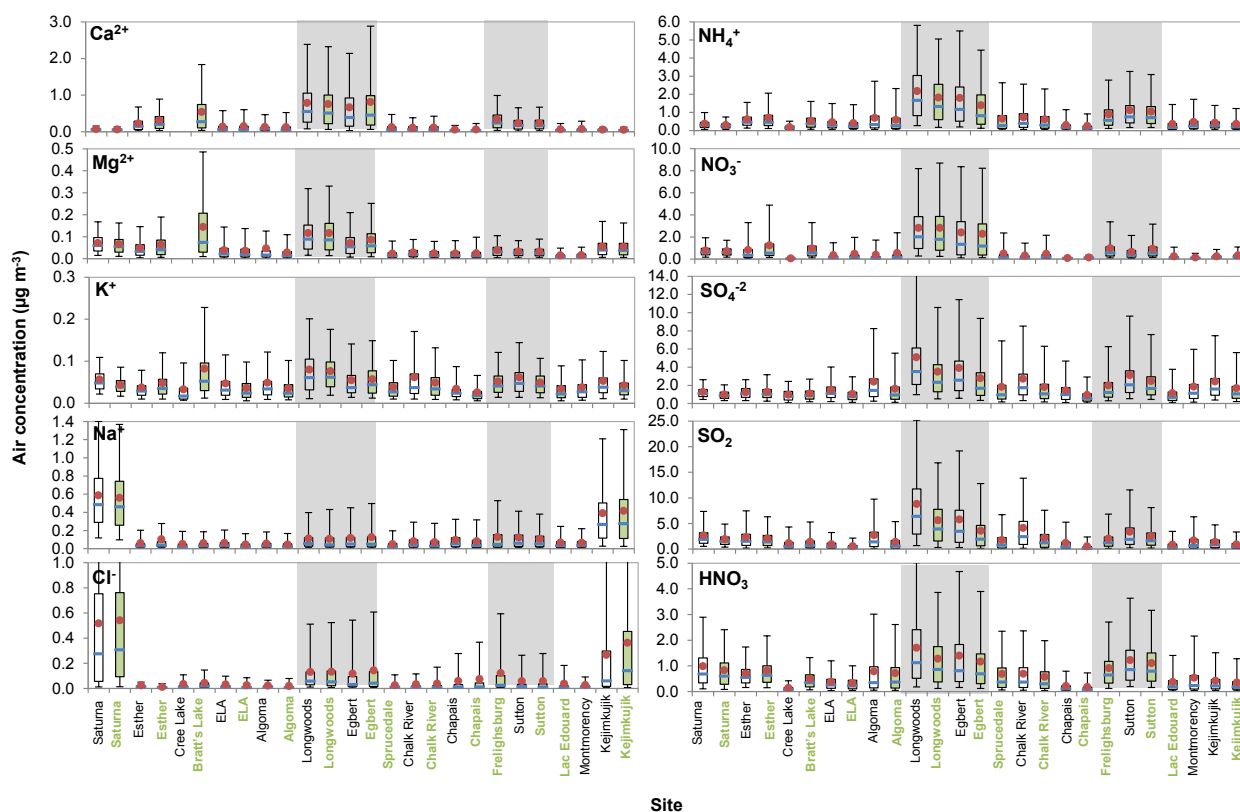 Air concentration (µg m⁻³)
Ca²⁺
3.0
2.0
1.0
0.0
Mg²⁺
0.5
0.4
0.3
0.2
0.1
0.0
K⁺
0.3
0.2
0.1
0.0
Na⁺
1.4
1.2
1.0
0.8
0.6
0.4
0.2
0.0
Cl⁻
1.0
0.8
0.6
0.4
0.2
0.0
Saturna
Saturna
Esther
Esther
Cree Lake
Bratt's Lake
ELA
ELA
Algoma
Algoma
Longwoods
Longwoods
Egbert
Egbert
Sprucedale
Chalk River
Chalk River
Chapais
Chapais
Frelighsburg
Sutton
Sutton
Lac Edouard
Montmorency
Kejimkujik
Kejimkujik
NH₄⁺
6.0
5.0
4.0
3.0
2.0
1.0
0.0
NO₃⁻
10.0
8.0
6.0
4.0
2.0
0.0
SO₄⁻²
14.0
12.0
10.0
8.0
6.0
4.0
2.0
0.0
SO₂
25.0
20.0
15.0
10.0
5.0
0.0
HNO₃
5.0
4.0
3.0
2.0
1.0
0.0
Saturna
Saturna
Esther
Esther
Cree Lake
Bratt's Lake
ELA
ELA
Algoma
Algoma
Longwoods
Longwoods
Egbert
Egbert
Sprucedale
Chalk River
Chalk River
Chapais
Chapais
Frelighsburg
Sutton
Sutton
Lac Edouard
Montmorency
Kejimkujik
Kejimkujik
Site